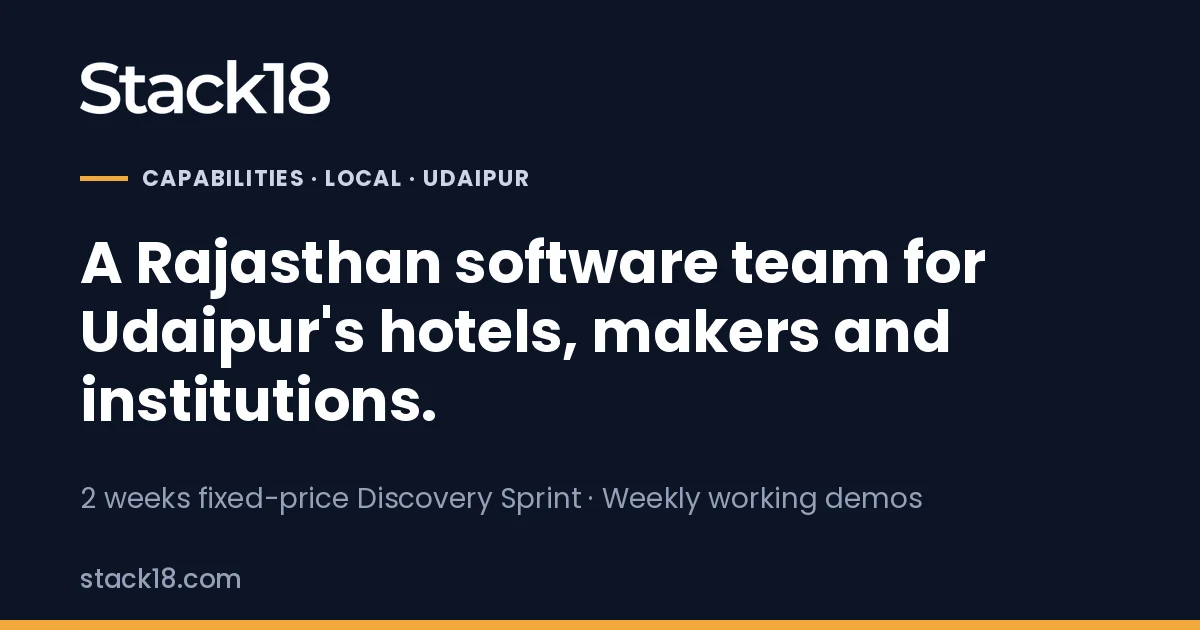 Stack18
CAPABILITIES · LOCAL · UDAIPUR
A Rajasthan software team for
Udaipur's hotels, makers and
institutions.
2 weeks fixed-price Discovery Sprint · Weekly working demos
stack18.com